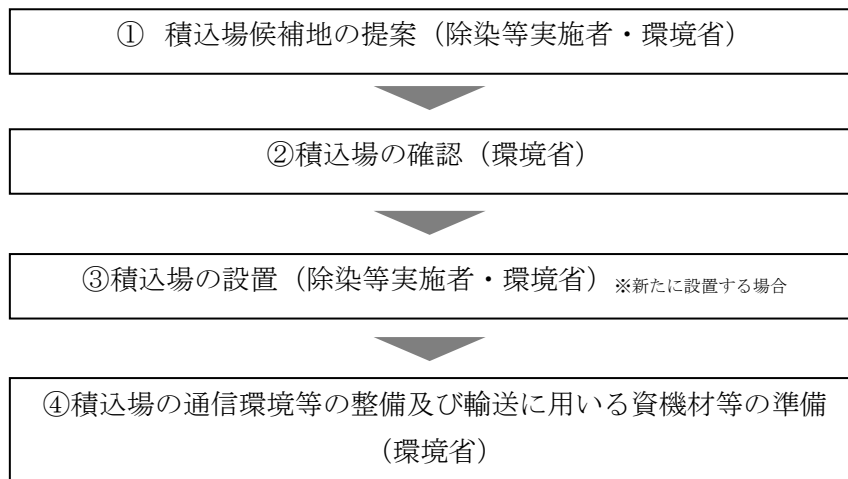 ① 積込場候補地の提案（除染等実施者・環境省）
②積込場の確認（環境省）
③積込場の設置（除染等実施者・環境省）※新たに設置する場合
④積込場の通信環境等の整備及び輸送に用いる資機材等の準備
（環境省）